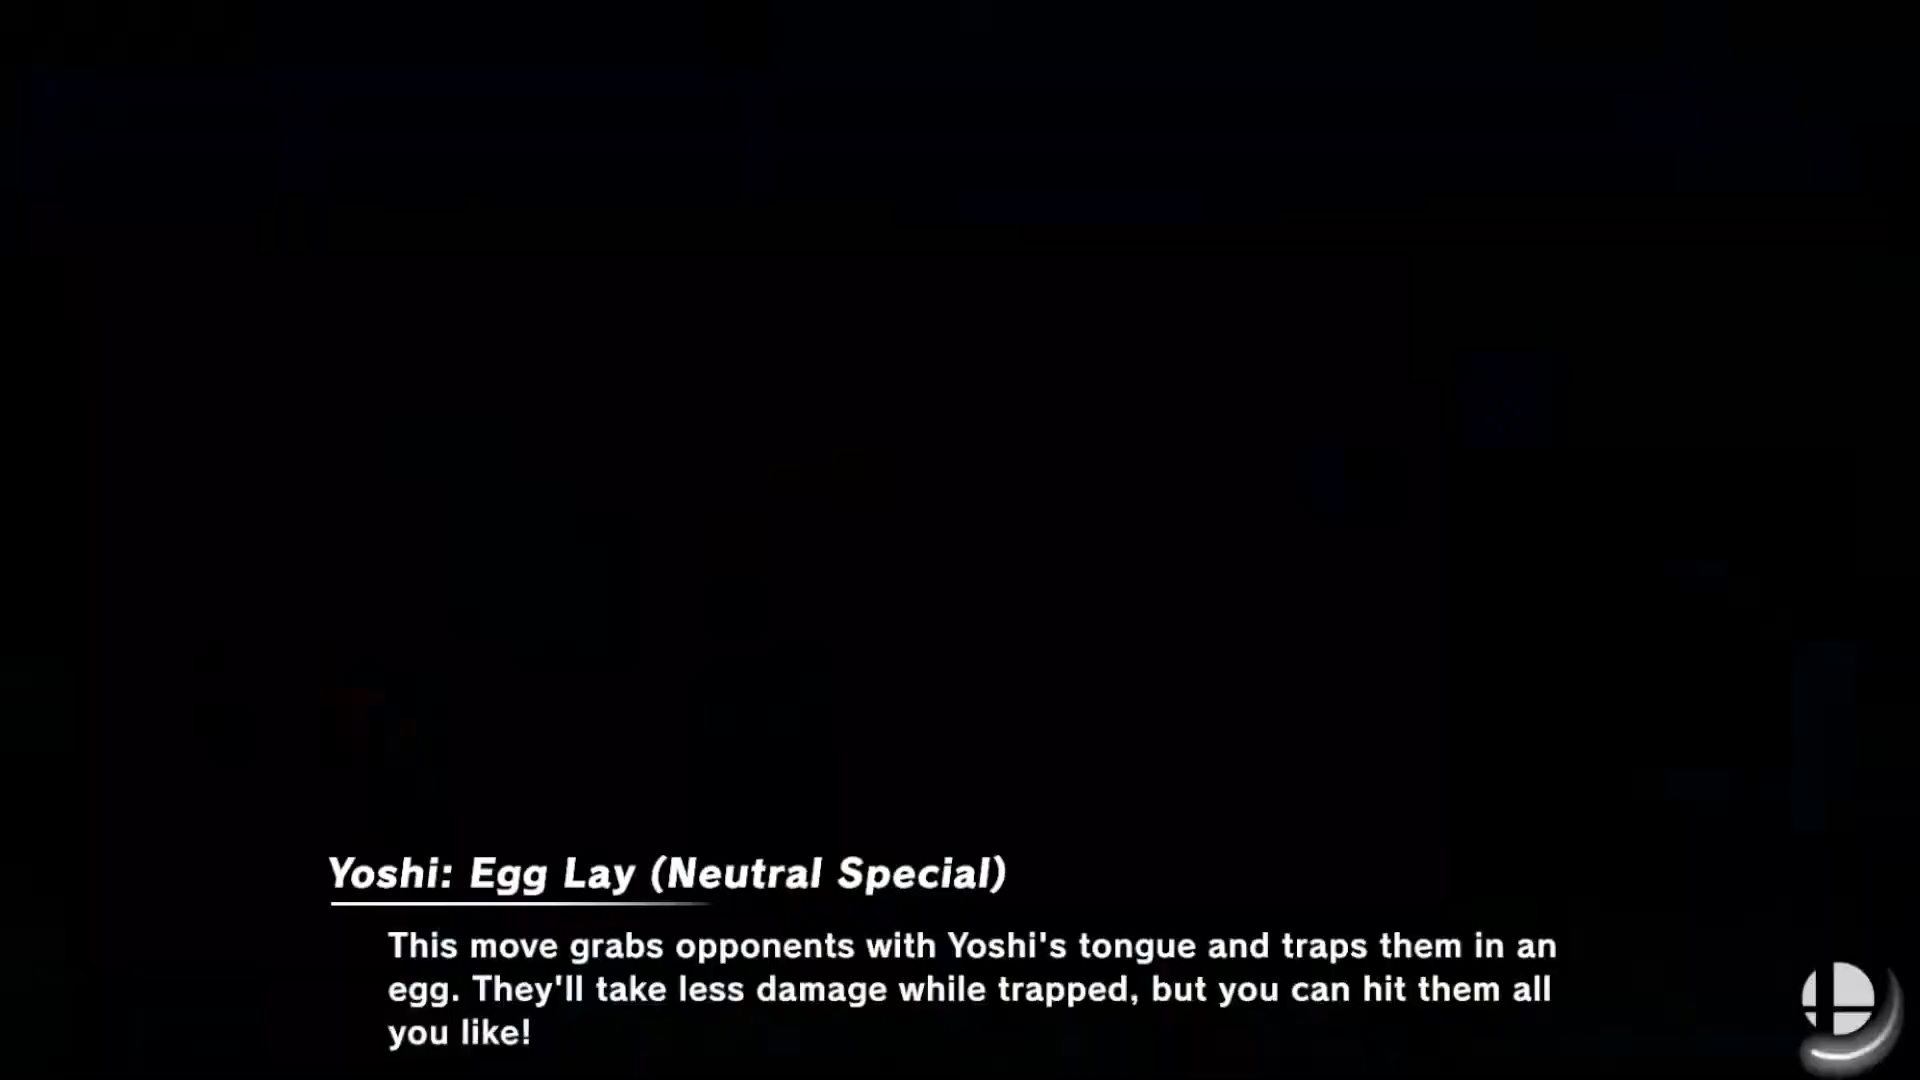 Yoshi: Egg Lay (Neutral Special)
This move grabs opponents with Yoshi's tongue and traps them in an
egg. They'll take less damage while trapped, but you can hit them all
you like!